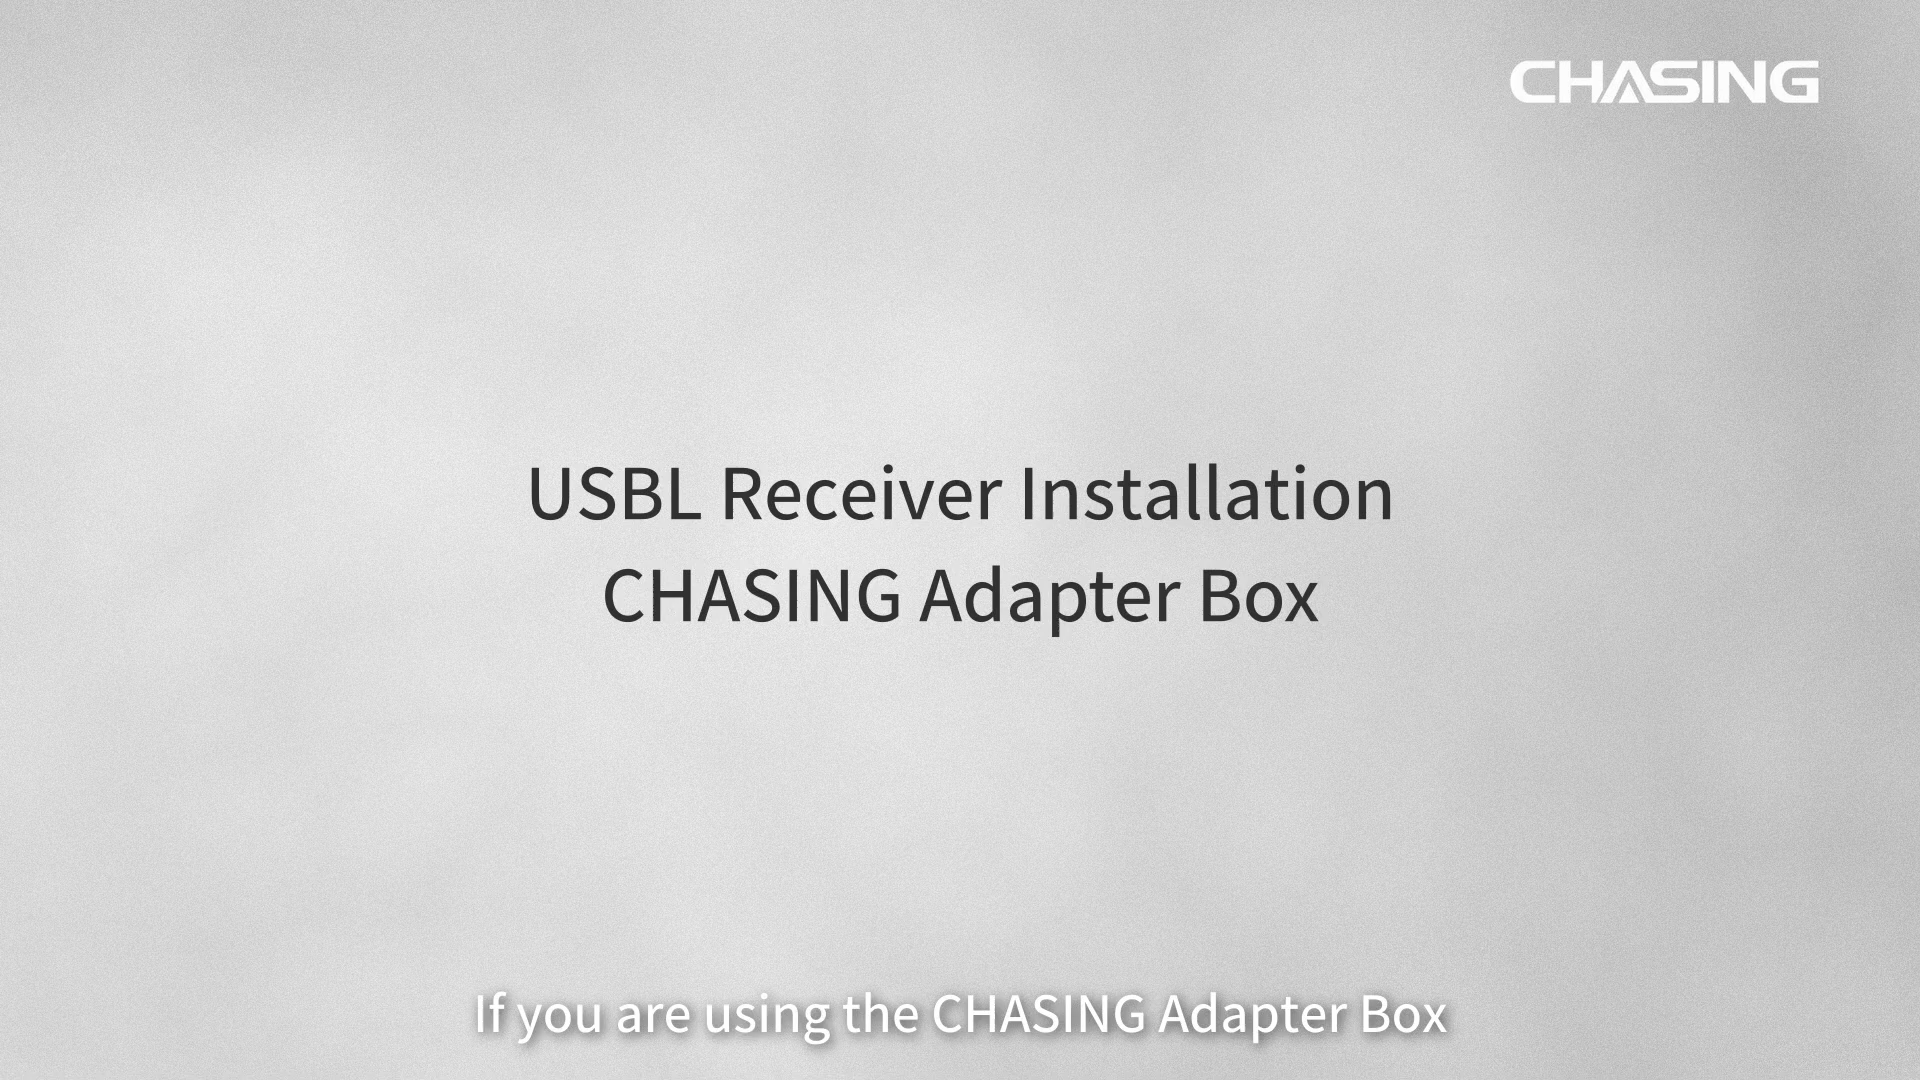 CHASING
USBL Receiver Installation
CHASING Adapter Box
If you are using the CHASING Adapter Box